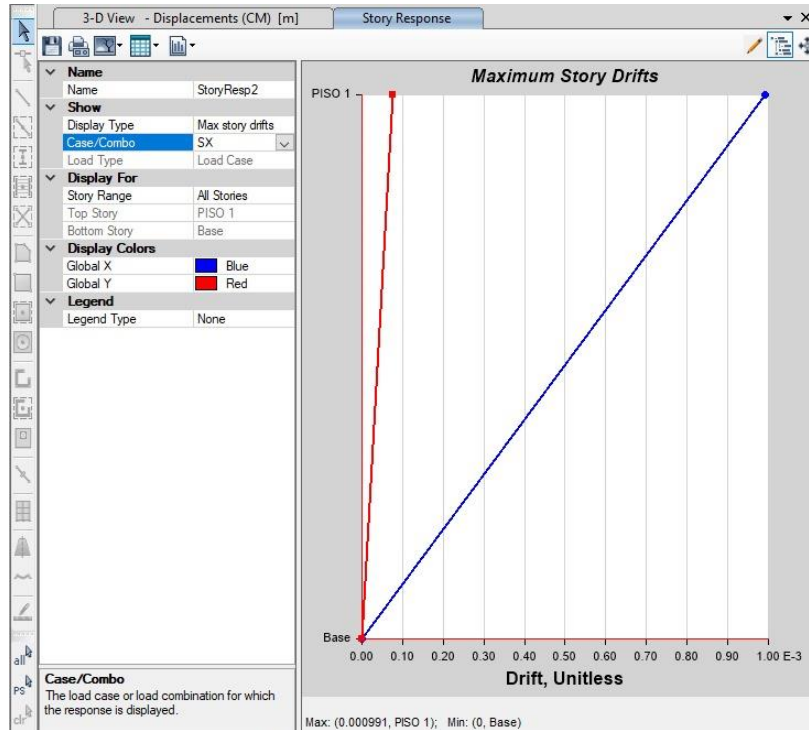 3-D View - Displacements (CM) [m]
Story Response
Name
Name StoryResp2
Show
Display Type Max story drifts
Case/Combo SX
Load Type Load Case
Display For
Story Range All Stories
Top Story PISO 1
Bottom Story Base
Display Colors
Global X Blue
Global Y Red
Legend
Legend Type None
Case/Combo
The load case or load combination for which
the response is displayed.
all
PS
clr
Maximum Story Drifts
PISO 1
Base
0.00 0.10 0.20 0.30 0.40 0.50 0.60 0.70 0.80 0.90 1.00 E-3
Drift, Unitless
Max: (0.000991, PISO 1); Min: (0, Base)